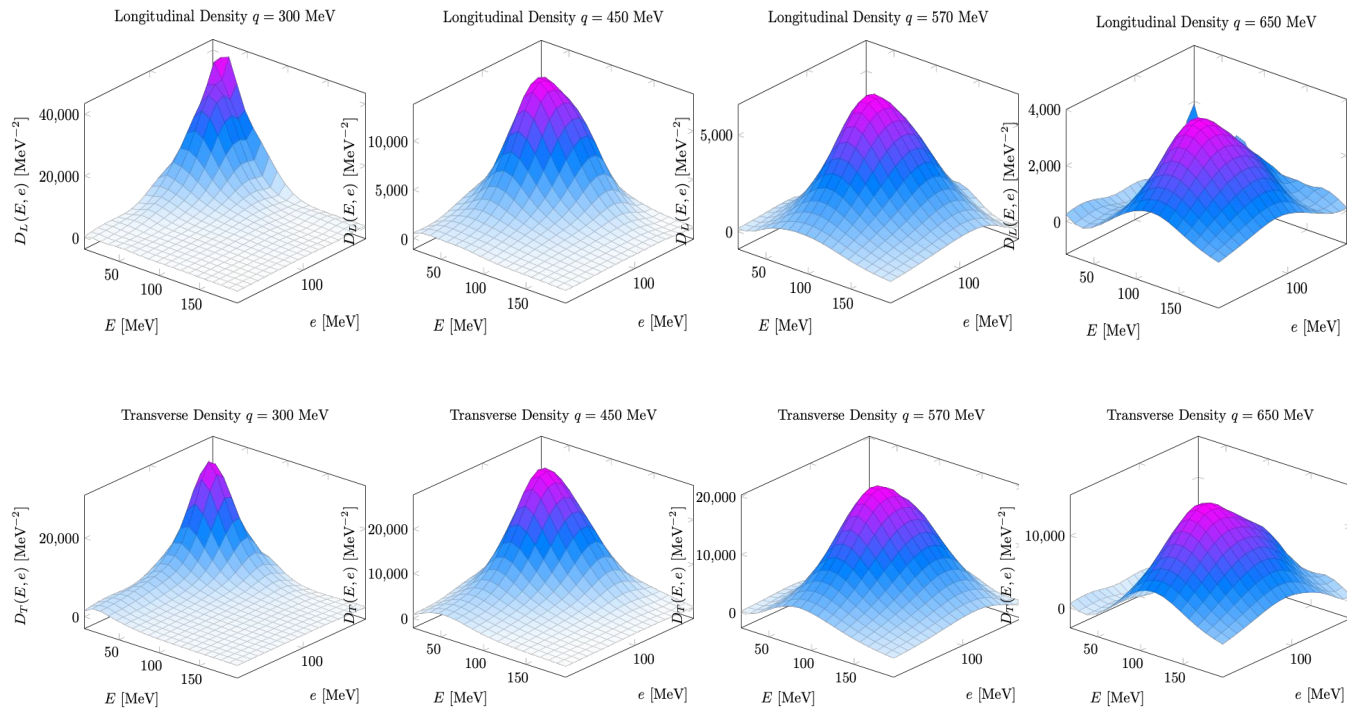 Longitudinal Density q = 300 MeV
40,000
20,000
0
D_L(E, e) [MeV⁻²]
50
100
150
100
E [MeV]
e [MeV]
Longitudinal Density q = 450 MeV
10,000
5,000
0
D_L(E, e) [MeV⁻²]
50
100
150
100
E [MeV]
e [MeV]
Longitudinal Density q = 570 MeV
5,000
0
D_L(E, e) [MeV⁻²]
50
100
150
100
E [MeV]
e [MeV]
Longitudinal Density q = 650 MeV
4,000
2,000
0
D_L(E, e) [MeV⁻²]
50
100
150
100
E [MeV]
e [MeV]
Transverse Density q = 300 MeV
20,000
0
D_T(E, e) [MeV⁻²]
50
100
150
100
E [MeV]
e [MeV]
Transverse Density q = 450 MeV
20,000
10,000
0
D_T(E, e) [MeV⁻²]
50
100
150
100
E [MeV]
e [MeV]
Transverse Density q = 570 MeV
20,000
10,000
0
D_T(E, e) [MeV⁻²]
50
100
150
100
E [MeV]
e [MeV]
Transverse Density q = 650 MeV
10,000
0
D_T(E, e) [MeV⁻²]
50
100
150
100
E [MeV]
e [MeV]